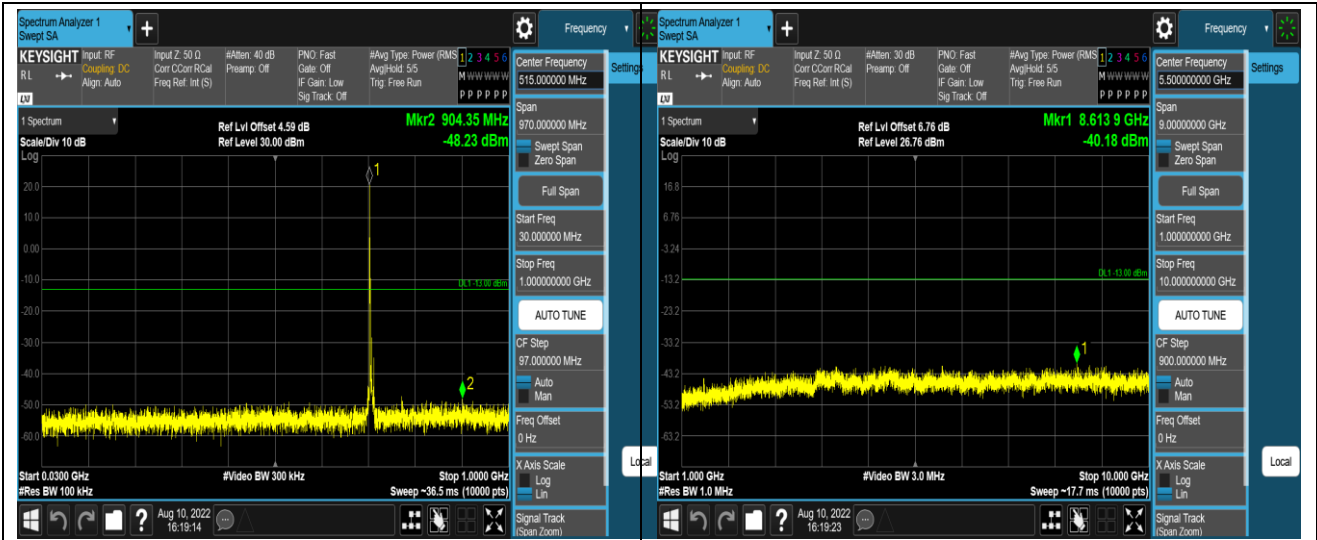 Spectrum Analyzer 1
Swept SA
+
Frequency
KEYSIGHT
RL
LXI
Input: RF
Coupling: DC
Align: Auto
Input Z: 50 Ω
Corr CCorr RCal
Freq Ref: Int (S)
#Atten: 40 dB
Preamp: Off
PNO: Fast
Gate: Off
IF Gain: Low
Sig Track: Off
#Avg Type: Power (RMS
Avg|Hold: 5/5
Trig: Free Run
1 2 3 4 5 6
M W W W W W
P P P P P P
Center Frequency
515.000000 MHz
Settings
1 Spectrum
Scale/Div 10 dB
Log
Ref Lvl Offset 4.59 dB
Ref Level 30.00 dBm
Mkr2 904.35 MHz
-48.23 dBm
Span
970.000000 MHz
Swept Span
Zero Span
Full Span
Start Freq
30.000000 MHz
Stop Freq
1.000000000 GHz
AUTO TUNE
CF Step
97.000000 MHz
Auto
Man
Freq Offset
0 Hz
X Axis Scale
Log
Lin
Signal Track
(Span Zoom)
Local
1
20.0
10.0
0.00
-10.0
DL1 -13.00 dBm
-20.0
-30.0
-40.0
2
-50.0
-60.0
Start 0.0300 GHz
#Res BW 100 kHz
#Video BW 300 kHz
Stop 1.0000 GHz
Sweep ~36.5 ms (10000 pts)
?
Aug 10, 2022
16:19:14
Spectrum Analyzer 1
Swept SA
+
Frequency
KEYSIGHT
RL
LXI
Input: RF
Coupling: DC
Align: Auto
Input Z: 50 Ω
Corr CCorr RCal
Freq Ref: Int (S)
#Atten: 30 dB
Preamp: Off
PNO: Fast
Gate: Off
IF Gain: Low
Sig Track: Off
#Avg Type: Power (RMS
Avg|Hold: 5/5
Trig: Free Run
1 2 3 4 5 6
M W W W W W
P P P P P P
Center Frequency
5.500000000 GHz
Settings
1 Spectrum
Scale/Div 10 dB
Log
Ref Lvl Offset 6.76 dB
Ref Level 26.76 dBm
Mkr1 8.613 9 GHz
-40.18 dBm
Span
9.00000000 GHz
Swept Span
Zero Span
Full Span
Start Freq
1.000000000 GHz
Stop Freq
10.000000000 GHz
AUTO TUNE
CF Step
900.000000 MHz
Auto
Man
Freq Offset
0 Hz
X Axis Scale
Log
Lin
Signal Track
(Span Zoom)
Local
16.8
6.76
-3.24
-13.2
DL1 -13.00 dBm
-23.2
-33.2
1
-43.2
-53.2
-63.2
Start 1.000 GHz
#Res BW 1.0 MHz
#Video BW 3.0 MHz
Stop 10.000 GHz
Sweep ~17.7 ms (10000 pts)
?
Aug 10, 2022
16:19:23